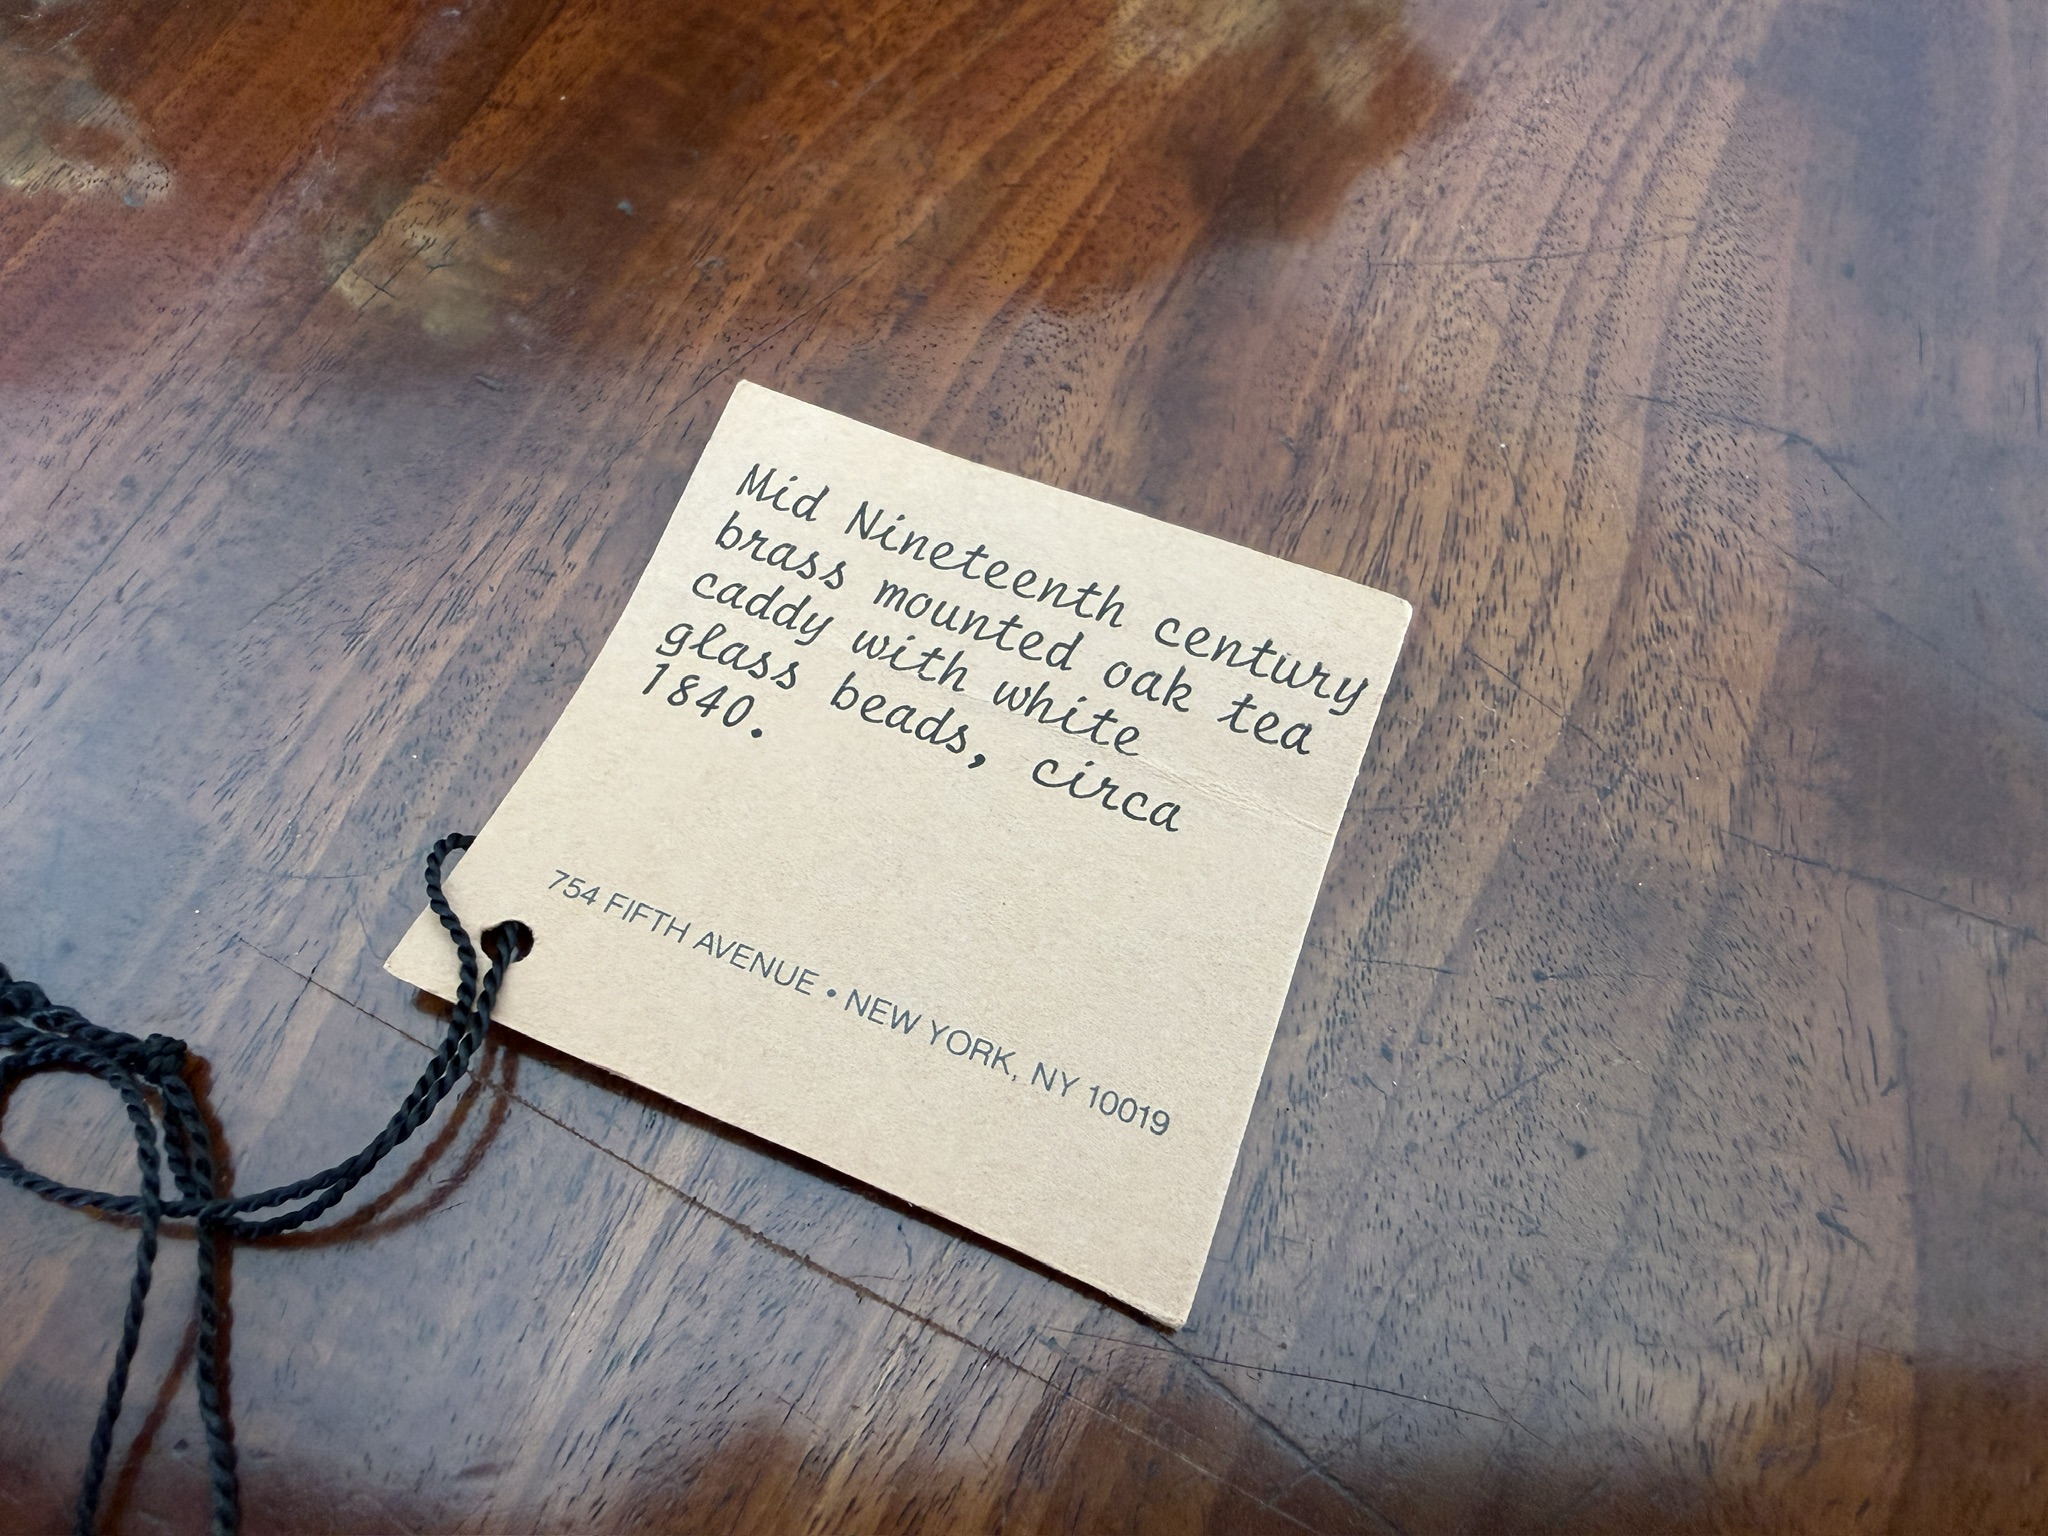 Mid Nineteenth century
brass mounted oak tea
caddy with white
glass beads, circa
1840.
754 FIFTH AVENUE • NEW YORK, NY 10019